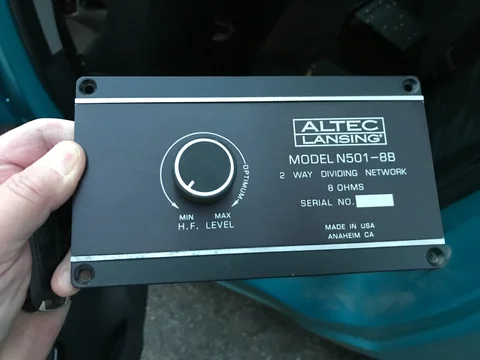 ALTEC
LANSING®
MODEL N501-8B
2 WAY DIVIDING NETWORK
8 OHMS
SERIAL NO.
OPTIMUM
MIN MAX
H.F. LEVEL
MADE IN USA
ANAHEIM CA